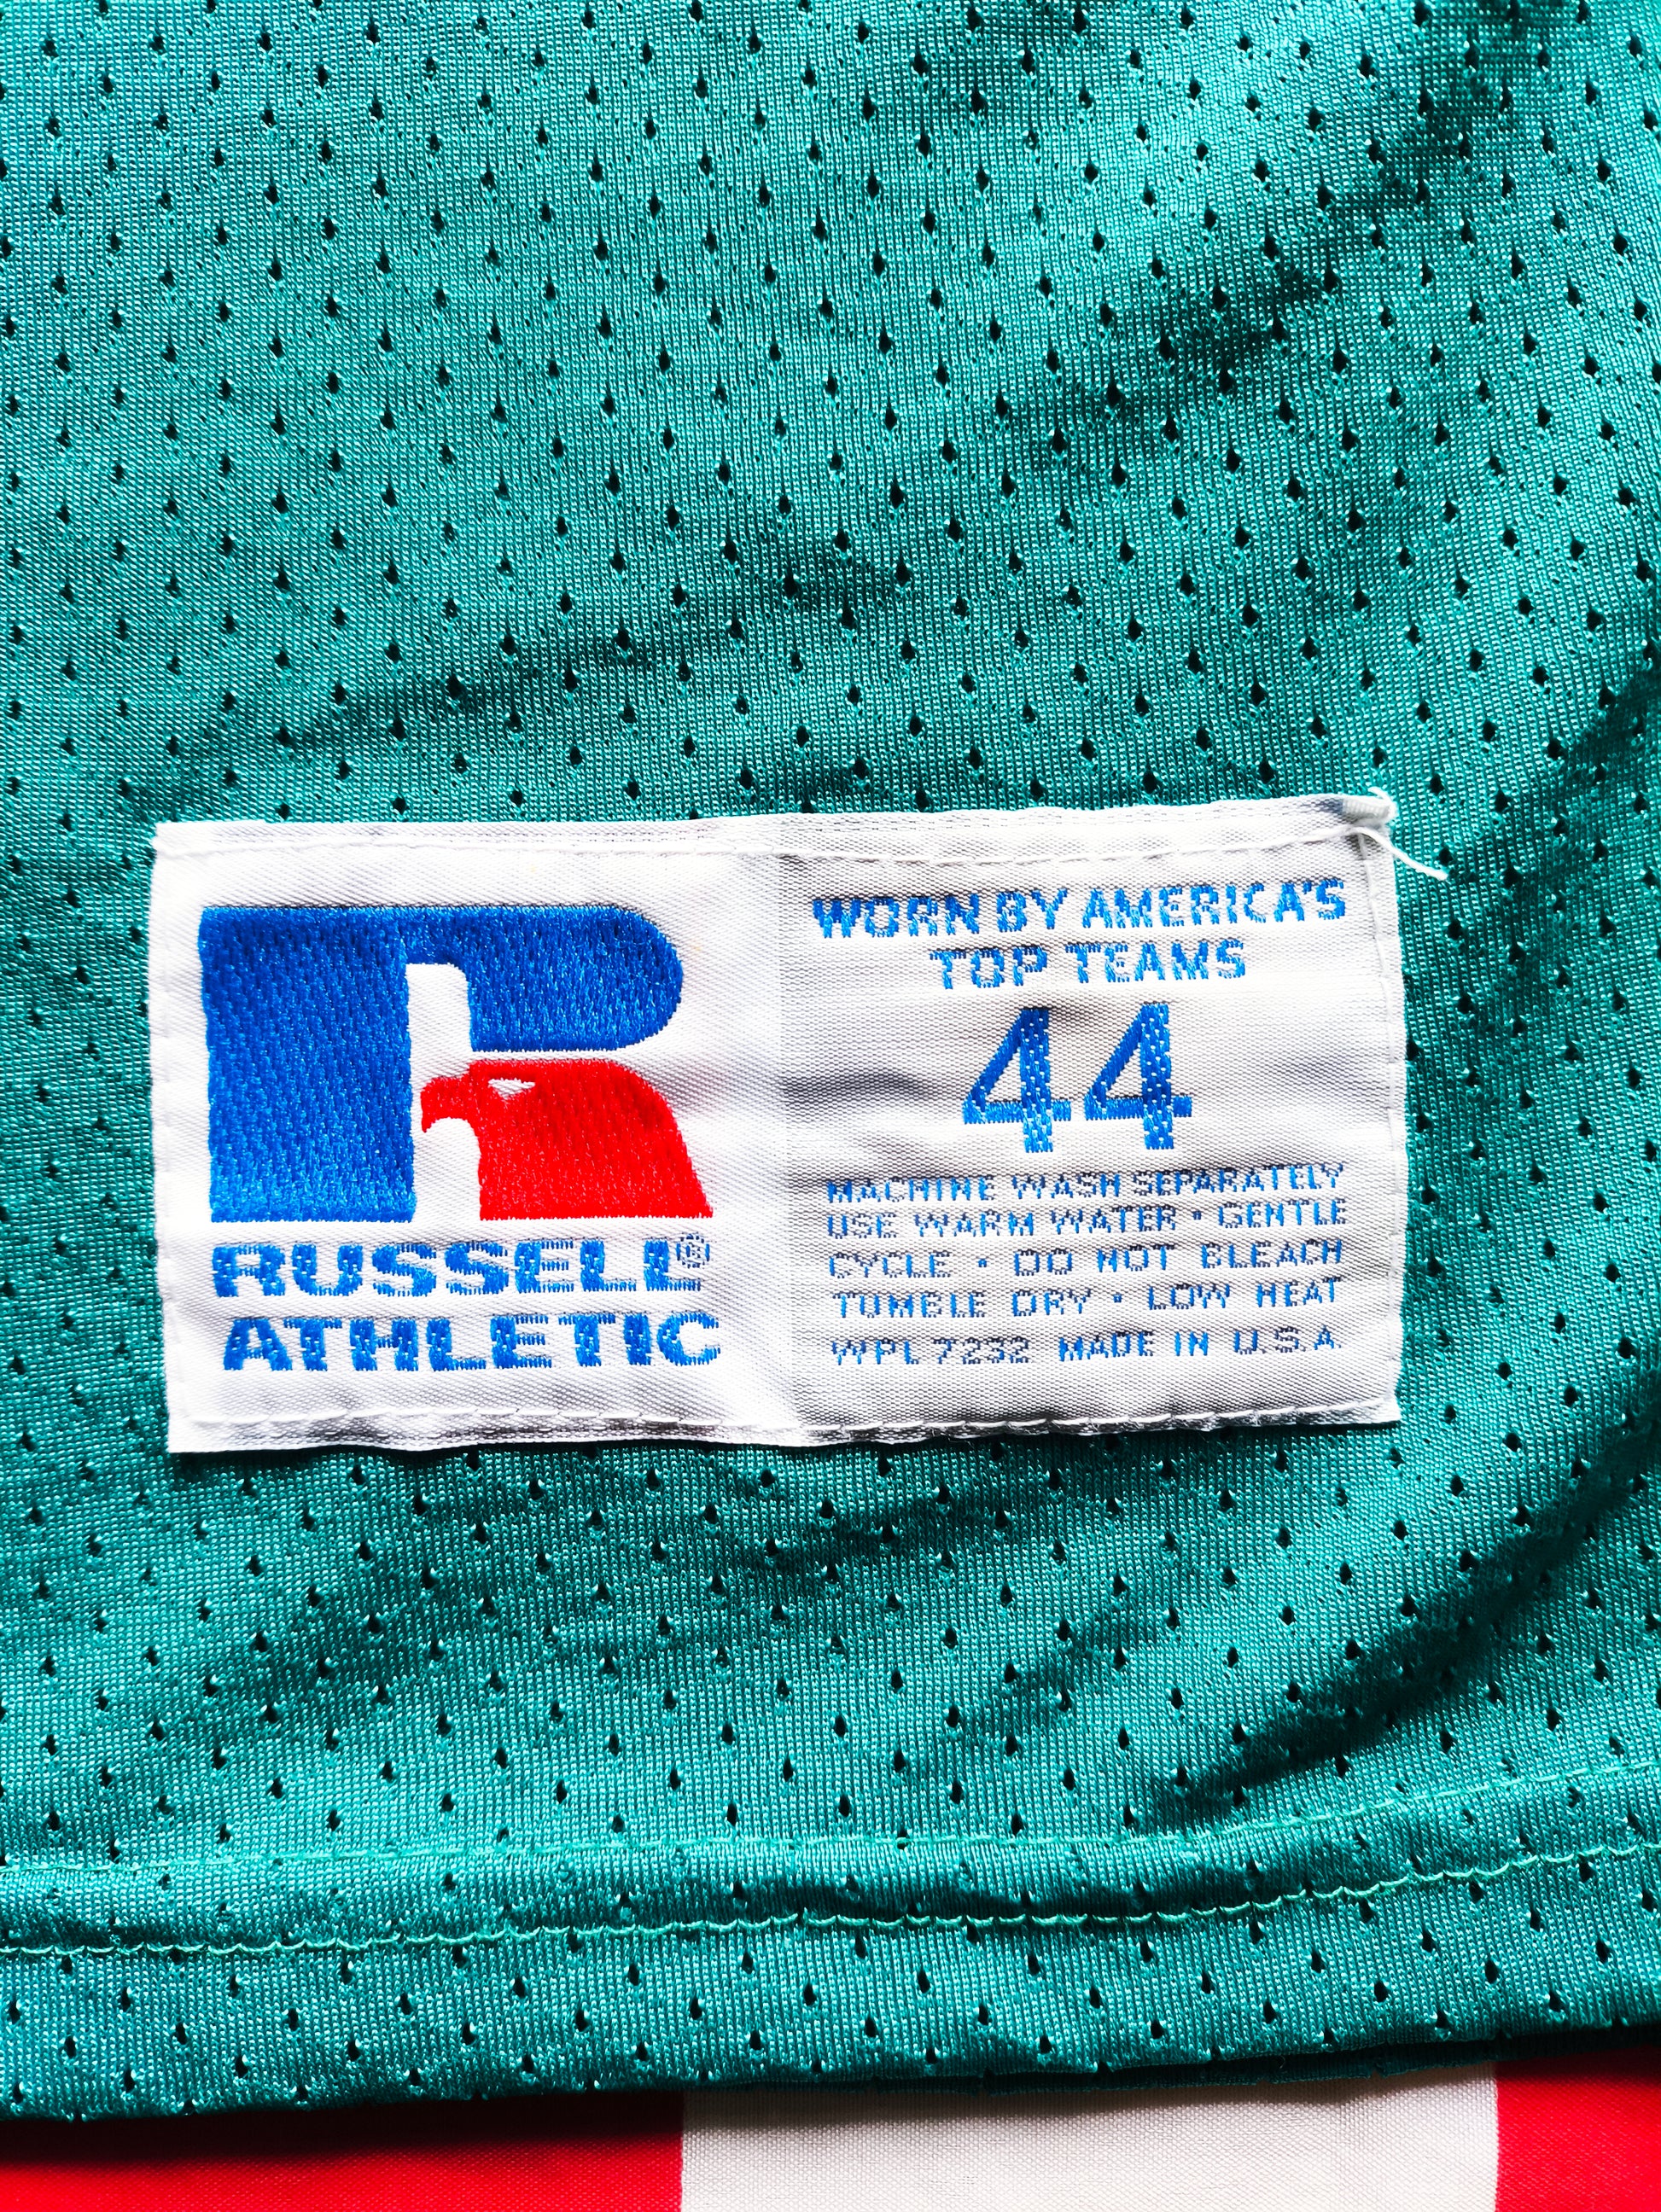 RUSSELL®
ATHLETIC
WORN BY AMERICA'S
TOP TEAMS
44
MACHINE WASH SEPARATELY
USE WARM WATER • GENTLE
CYCLE • DO NOT BLEACH
TUMBLE DRY • LOW HEAT
WPL 7232 MADE IN U.S.A.